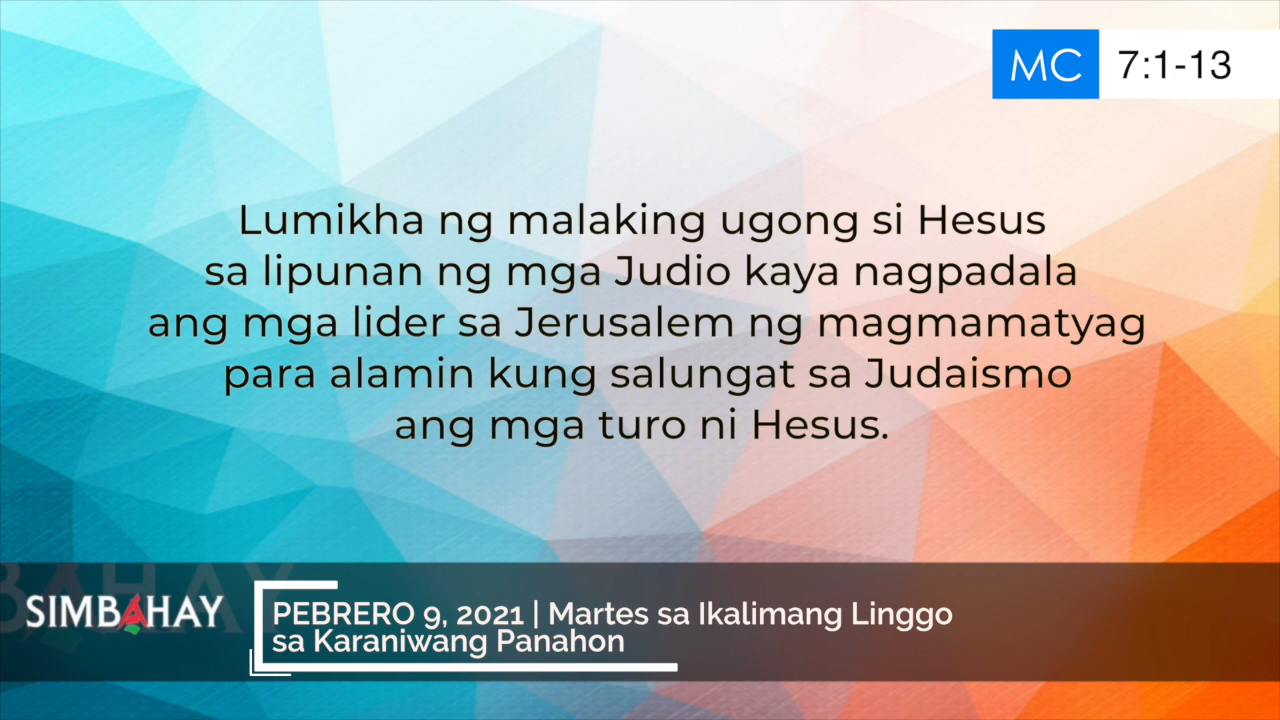 MC 7:1-13
Lumikha ng malaking ugong si Hesus
sa lipunan ng mga Judio kaya nagpadala
ang mga lider sa Jerusalem ng magmamatyag
para alamin kung salungat sa Judaismo
ang mga turo ni Hesus.
SIMBAHAY
PEBRERO 9, 2021 | Martes sa Ikalimang Linggo
sa Karaniwang Panahon